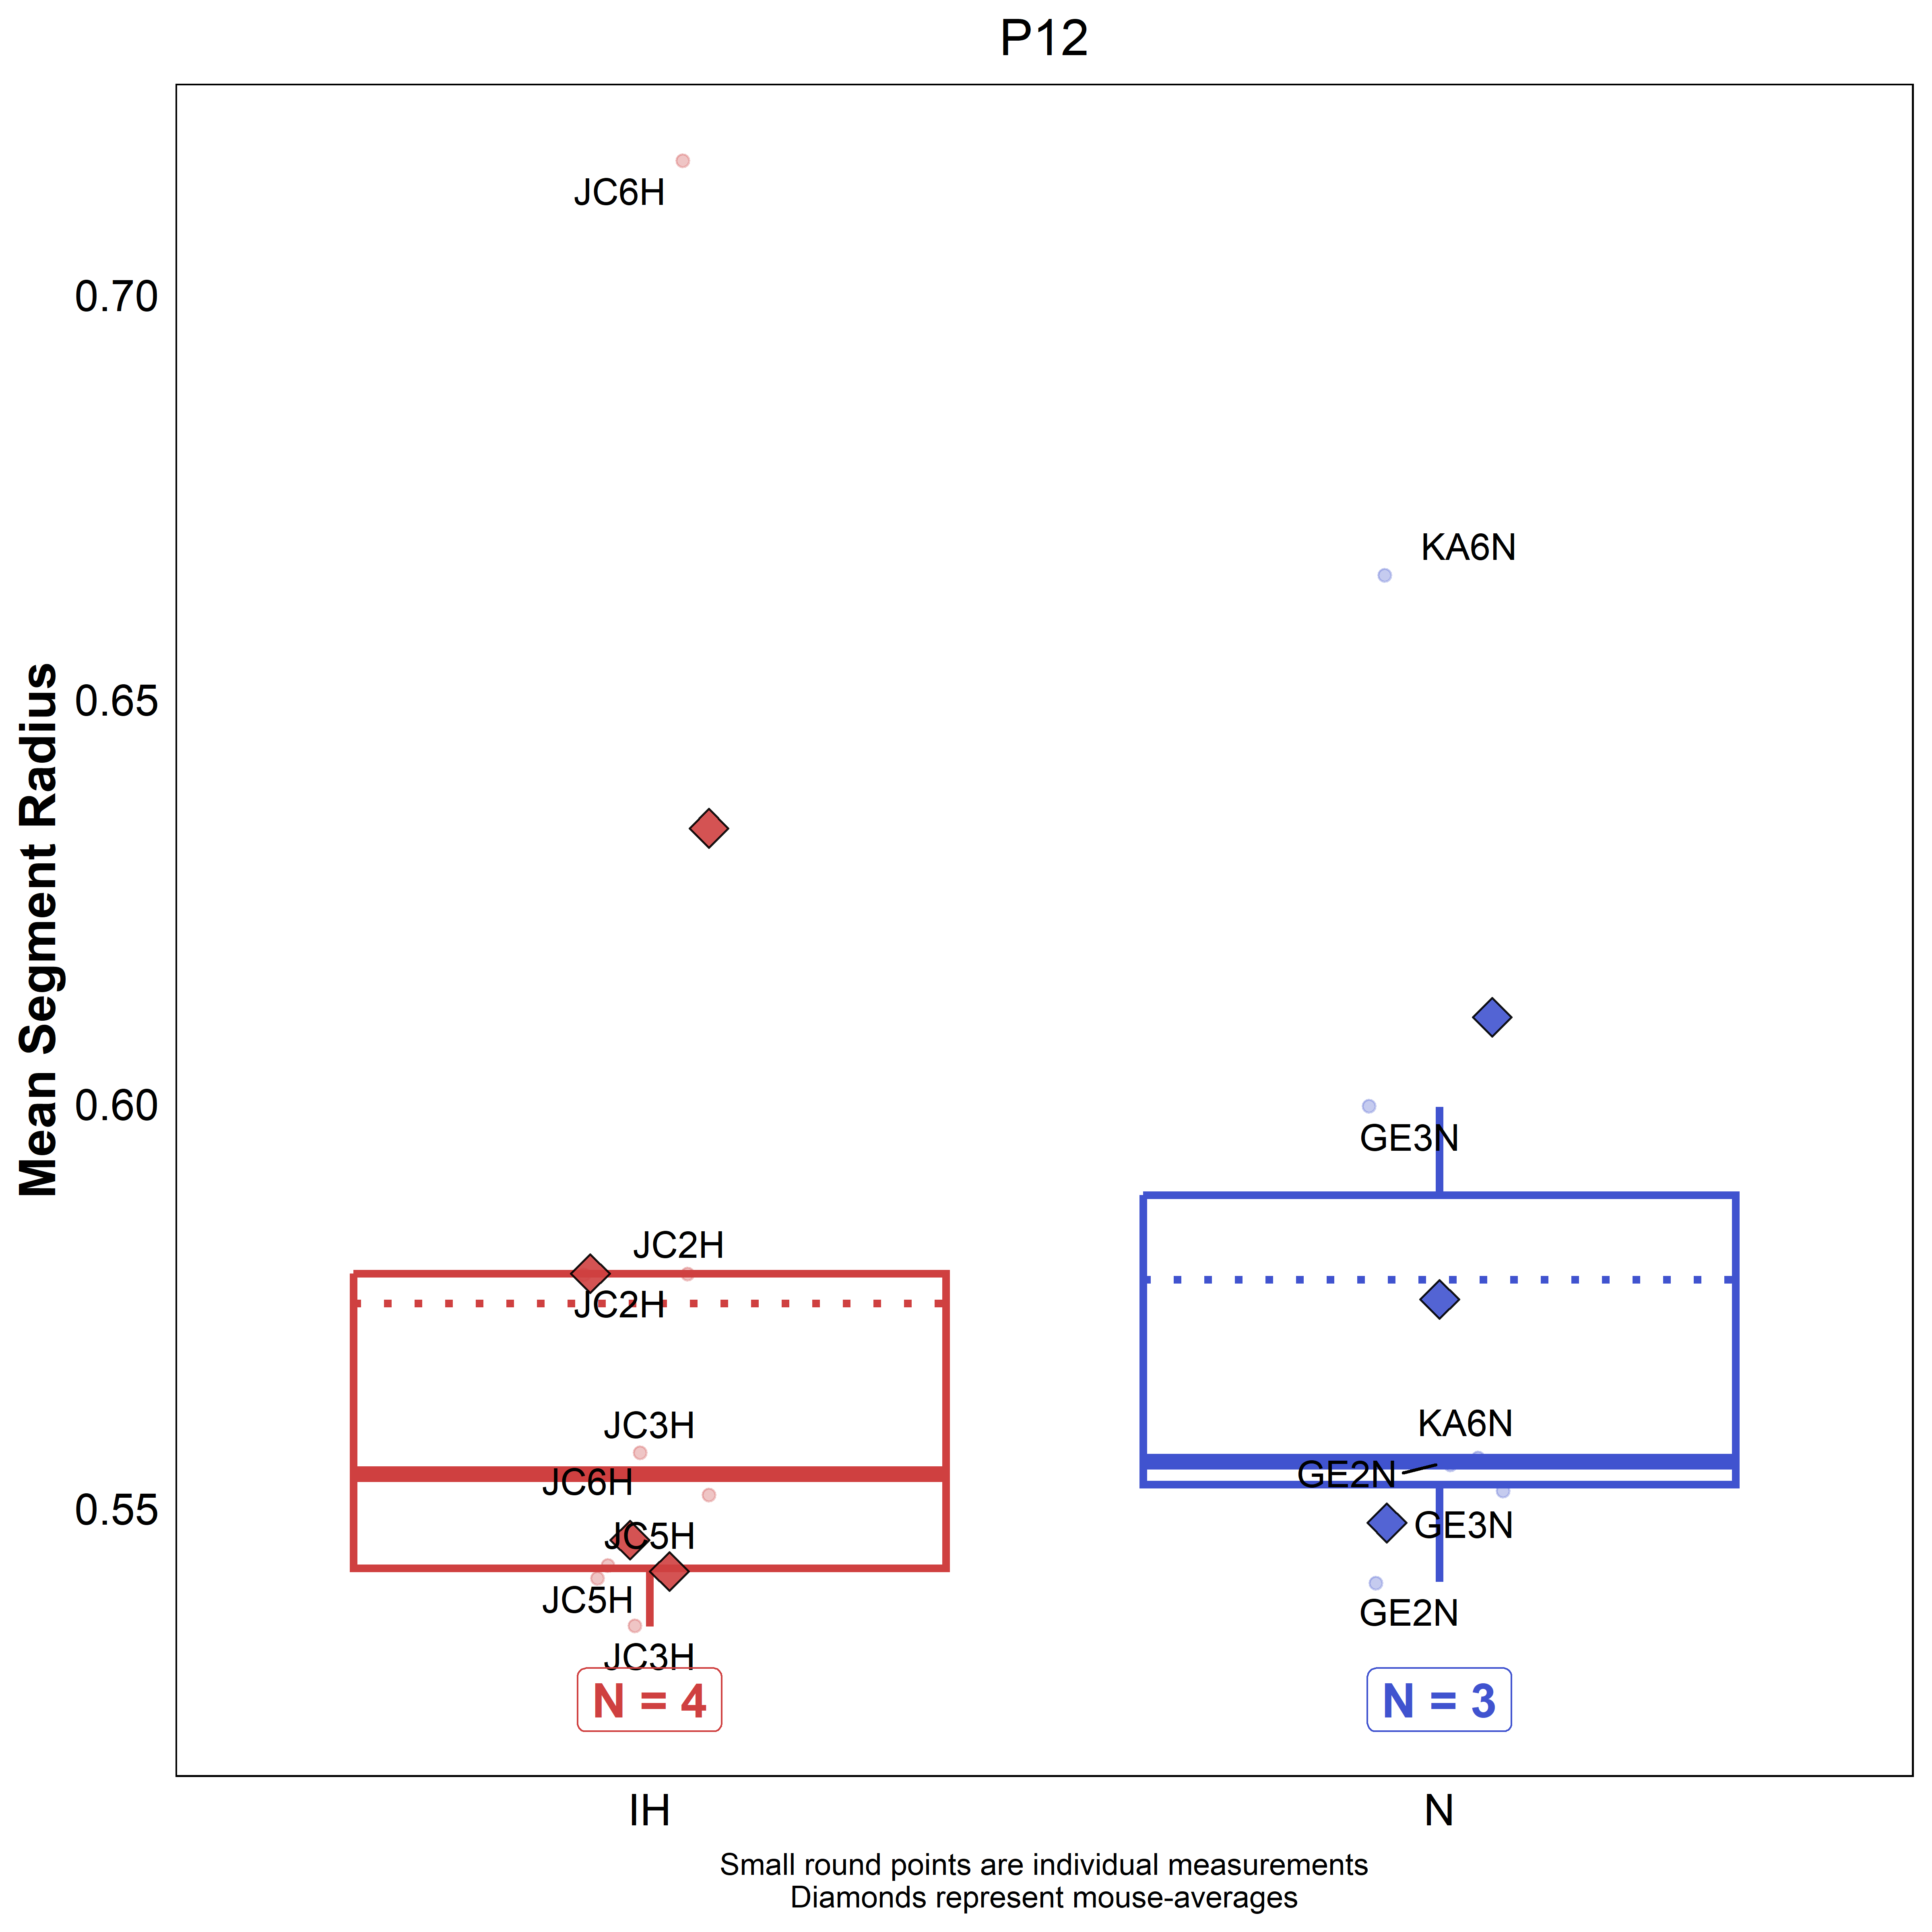 P12
JC6H
0.70
KA6N
0.65
Mean Segment Radius
0.60
GE3N
JC2H
JC2H
JC3H
KA6N
JC6H
GE2N
0.55
JC5H
GE3N
JC5H
GE2N
JC3H
N = 4
N = 3
IH
N
Small round points are individual measurements
Diamonds represent mouse-averages